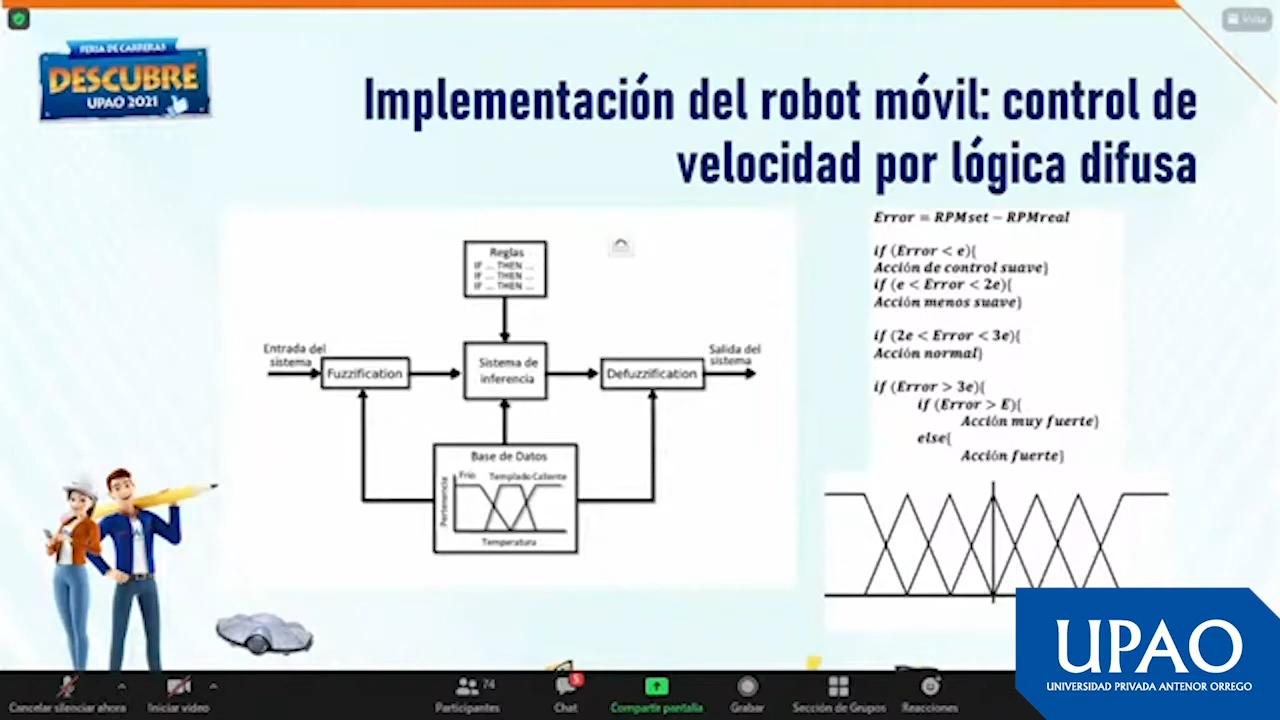 Vista
FERIA DE CARRERAS
DESCUBRE
UPAO 2021
Implementación del robot móvil: control de
velocidad por lógica difusa
Reglas
IF ... THEN ...
IF ... THEN ...
IF ... THEN ...
Entrada del
sistema
Fuzzification
Sistema de
inferencia
Defuzzification
Salida del
sistema
Base de Datos
Frío Templado Caliente
Pertenencia
Temperatura
Error = RPMset − RPMreal
if (Error < e){
Acción de control suave}
if (e < Error < 2e){
Acción menos suave}
if (2e < Error < 3e){
Acción normal}
if (Error > 3e){
if (Error > E){
Acción muy fuerte}
else{
Acción fuerte}
UPAO
UNIVERSIDAD PRIVADA ANTENOR ORREGO
Cancelar silenciar ahora
Iniciar video
74
Participantes
5
Chat
Compartir pantalla
Grabar
Sección de Grupos
Reacciones